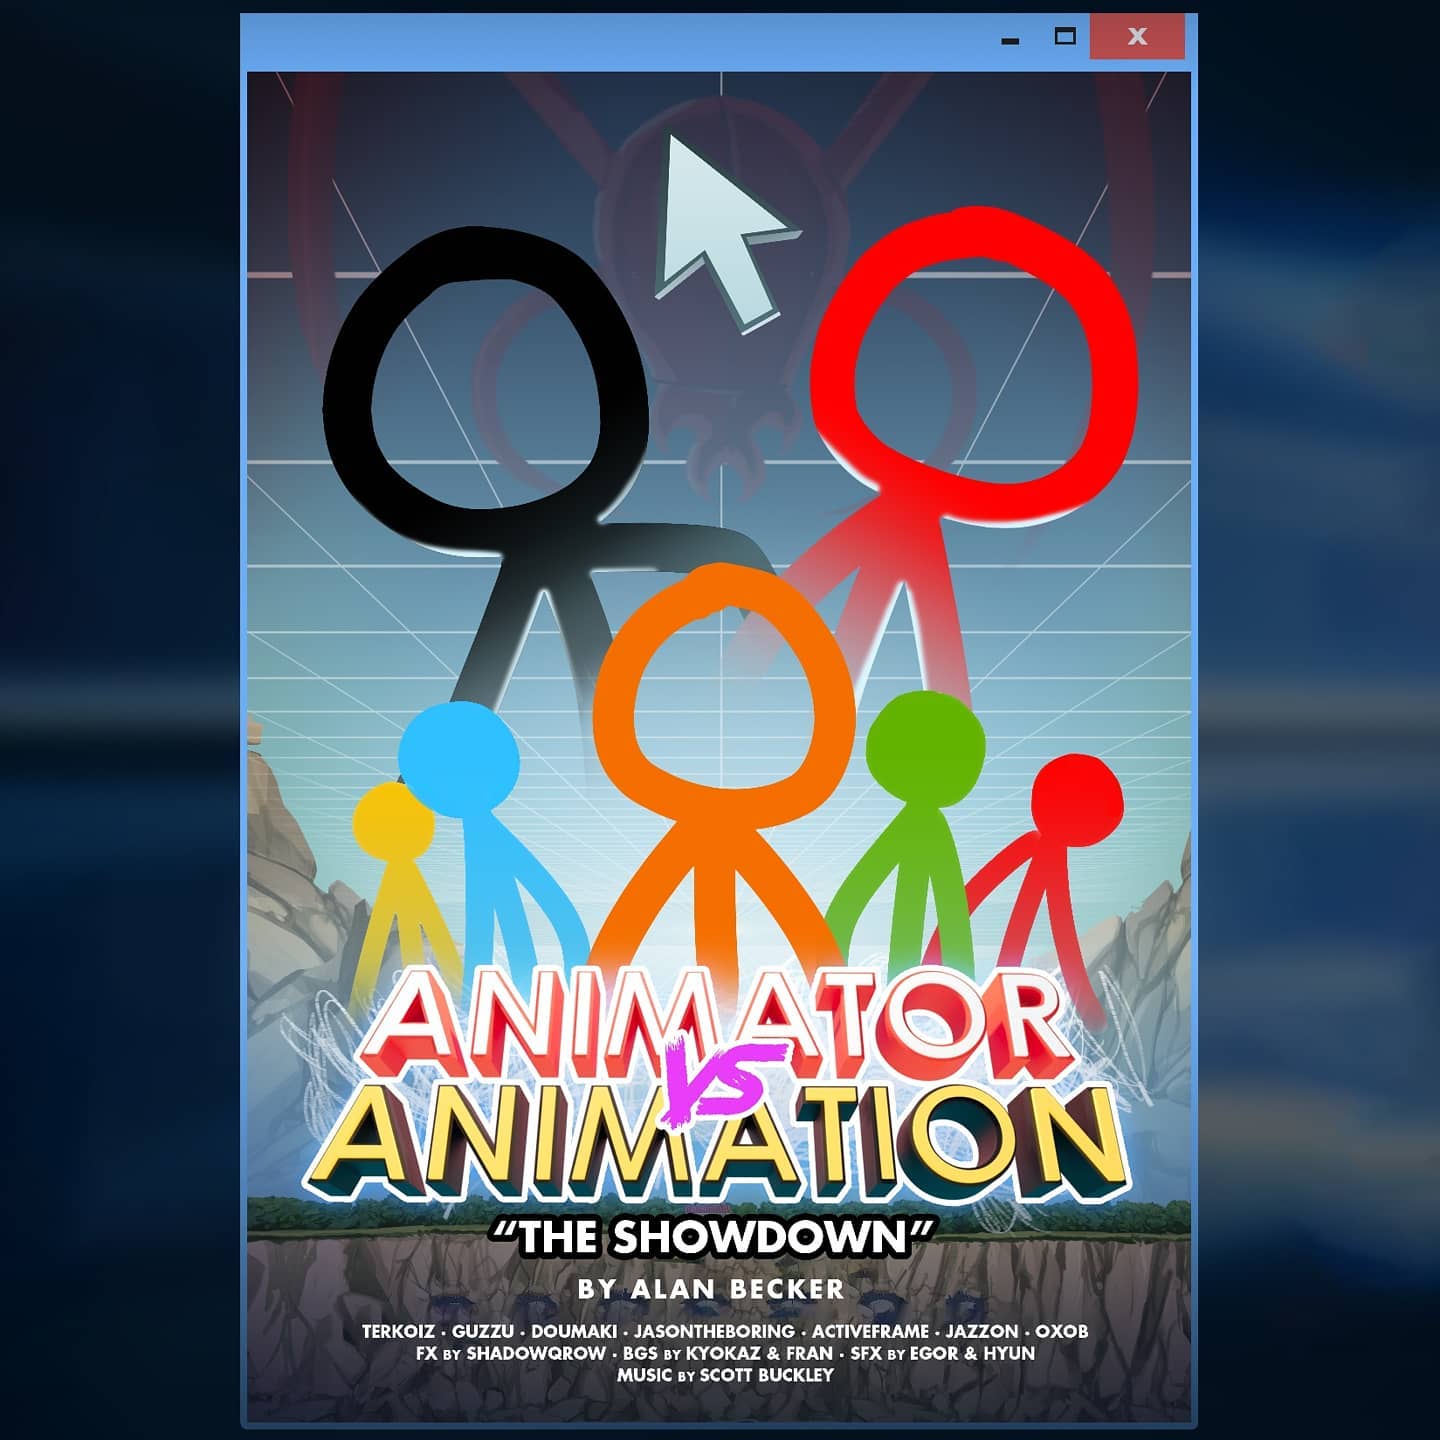 ANIMATOR
VS
ANIMATION
“THE SHOWDOWN”
BY ALAN BECKER
TERKOIZ · GUZZU · DOUMAKI · JASONTHEBORING · ACTIVEFRAME · JAZZON · OXOB
FX BY SHADOWQROW · BGS BY KYOKAZ & FRAN · SFX BY EGOR & HYUN
MUSIC BY SCOTT BUCKLEY